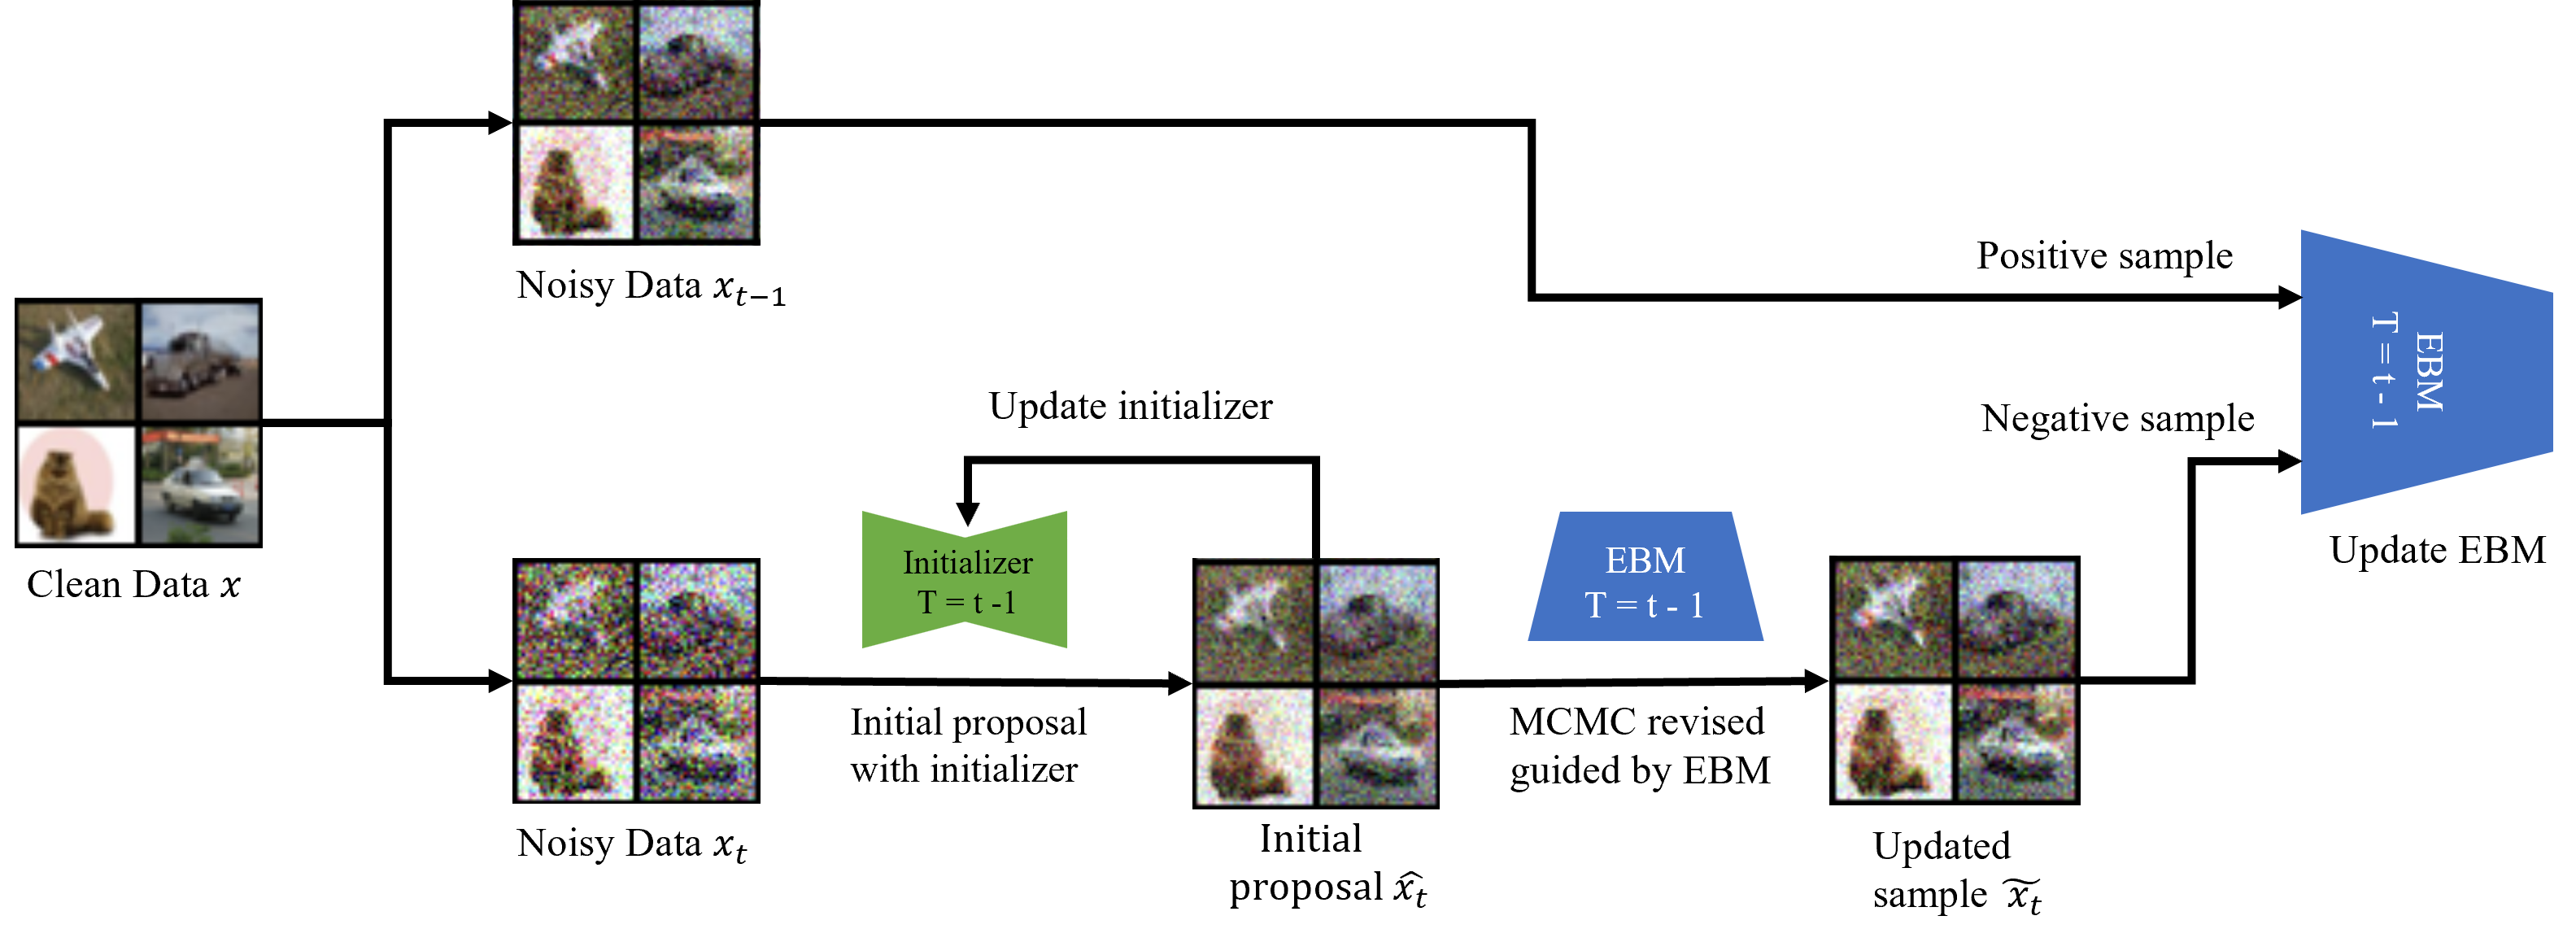 Noisy Data x_{t−1}
Positive sample
EBM
T = t - 1
Update initializer
Negative sample
Clean Data x
Initializer
T = t -1
EBM
T = t - 1
Update EBM
Initial proposal
with initializer
MCMC revised
guided by EBM
Noisy Data x_t
Initial
proposal \hat{x_t}
Updated
sample \widetilde{x_t}